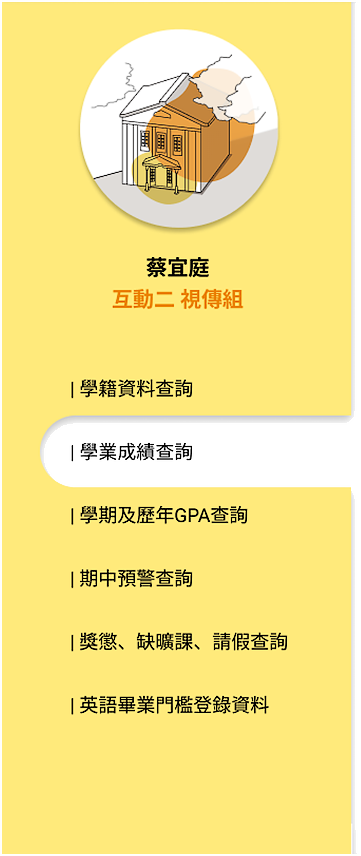 蔡宜庭
互動二 視傳組
| 學籍資料查詢
| 學業成績查詢
| 學期及歷年GPA查詢
| 期中預警查詢
| 獎懲、缺曠課、請假查詢
| 英語畢業門檻登錄資料